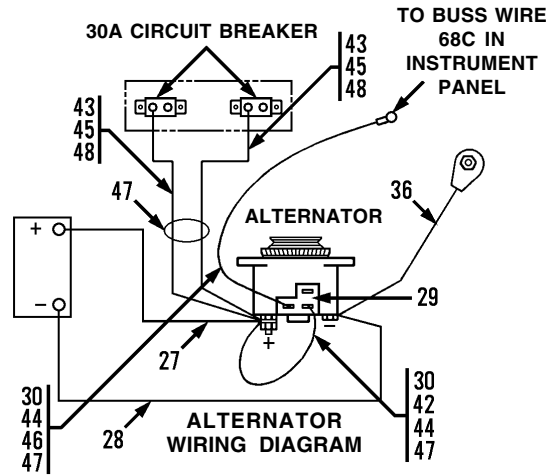 TO BUSS WIRE
68C IN
INSTRUMENT
PANEL
30A CIRCUIT BREAKER
43
45
48
43
45
48
47
ALTERNATOR
36
+
−
29
+
−
27
30
44
46
47
28
ALTERNATOR
WIRING DIAGRAM
30
42
44
47